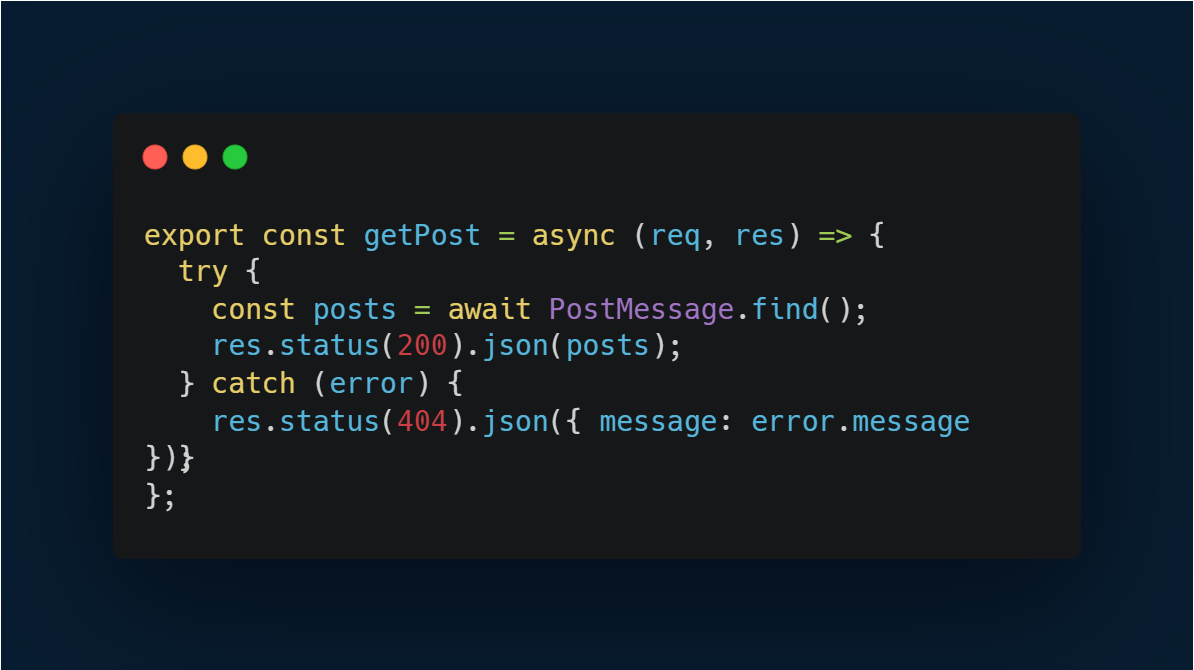 export const getPost = async (req, res) => {
  try {
    const posts = await PostMessage.find();
    res.status(200).json(posts);
  } catch (error) {
    res.status(404).json({ message: error.message
});
  }
};